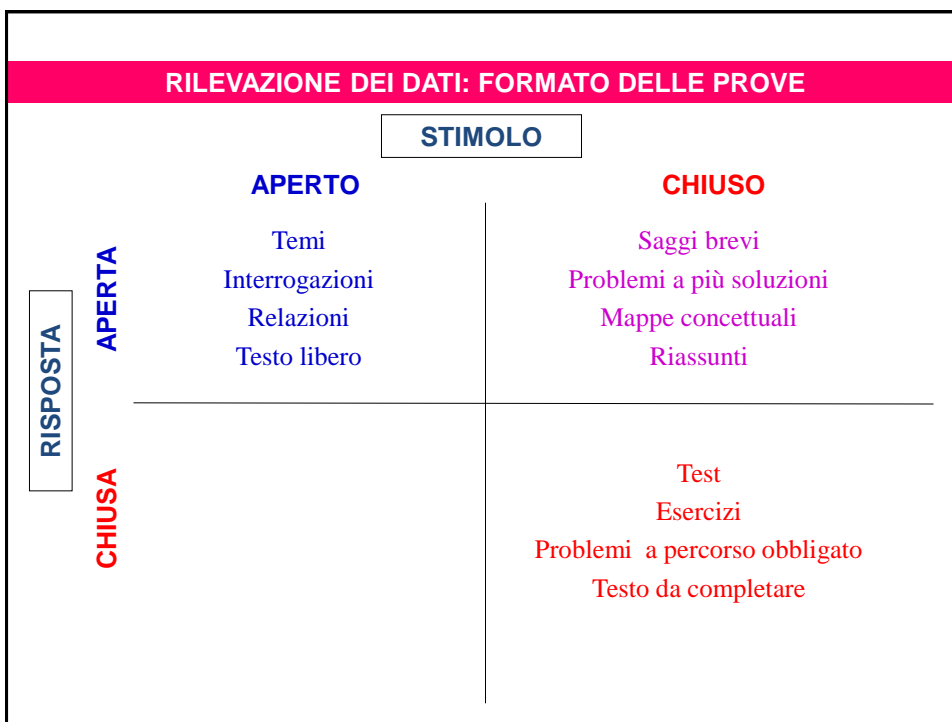 RILEVAZIONE DEI DATI: FORMATO DELLE PROVE
STIMOLO
APERTO
CHIUSO
RISPOSTA
APERTA
Temi
Interrogazioni
Relazioni
Testo libero
Saggi brevi
Problemi a più soluzioni
Mappe concettuali
Riassunti
CHIUSA
Test
Esercizi
Problemi a percorso obbligato
Testo da completare